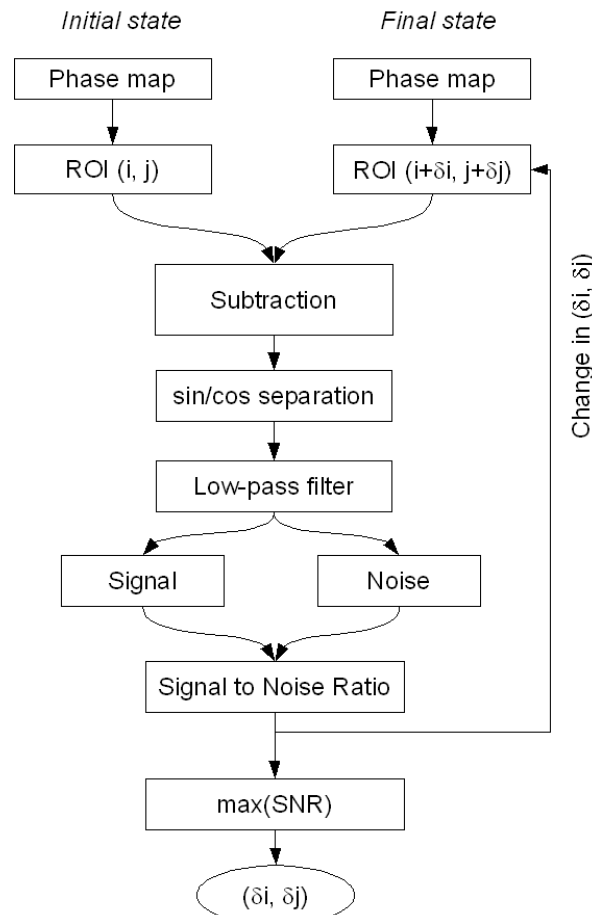 Initial state
Final state
Phase map
Phase map
ROI (i, j)
ROI (i+δi, j+δj)
Change in (δi, δj)
Subtraction
sin/cos separation
Low-pass filter
Signal
Noise
Signal to Noise Ratio
max(SNR)
(δi, δj)